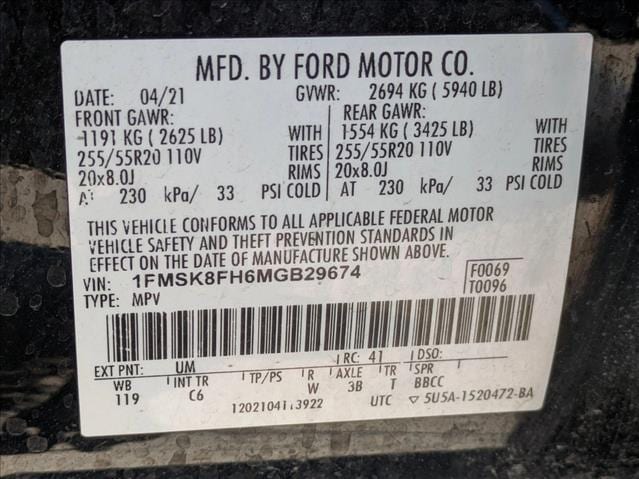 MFD. BY FORD MOTOR CO.
DATE: 04/21 GVWR: 2694 KG ( 5940 LB)
FRONT GAWR: REAR GAWR:
1191 KG ( 2625 LB) WITH 1554 KG ( 3425 LB) WITH
255/55R20 110V TIRES 255/55R20 110V TIRES
20x8.0J RIMS 20x8.0J RIMS
AT 230 kPa/ 33 PSI COLD AT 230 kPa/ 33 PSI COLD
THIS VEHICLE CONFORMS TO ALL APPLICABLE FEDERAL MOTOR
VEHICLE SAFETY AND THEFT PREVENTION STANDARDS IN
EFFECT ON THE DATE OF MANUFACTURE SHOWN ABOVE.
VIN: 1FMSK8FH6MGB29674 F0069
TYPE: MPV T0096
EXT PNT: UM RC: 41 DSO:
WB INT TR TP/PS R AXLE TR SPR
119 C6 W 3B T BBCC
1202104113922 UTC ▽ 5U5A-1520472-BA